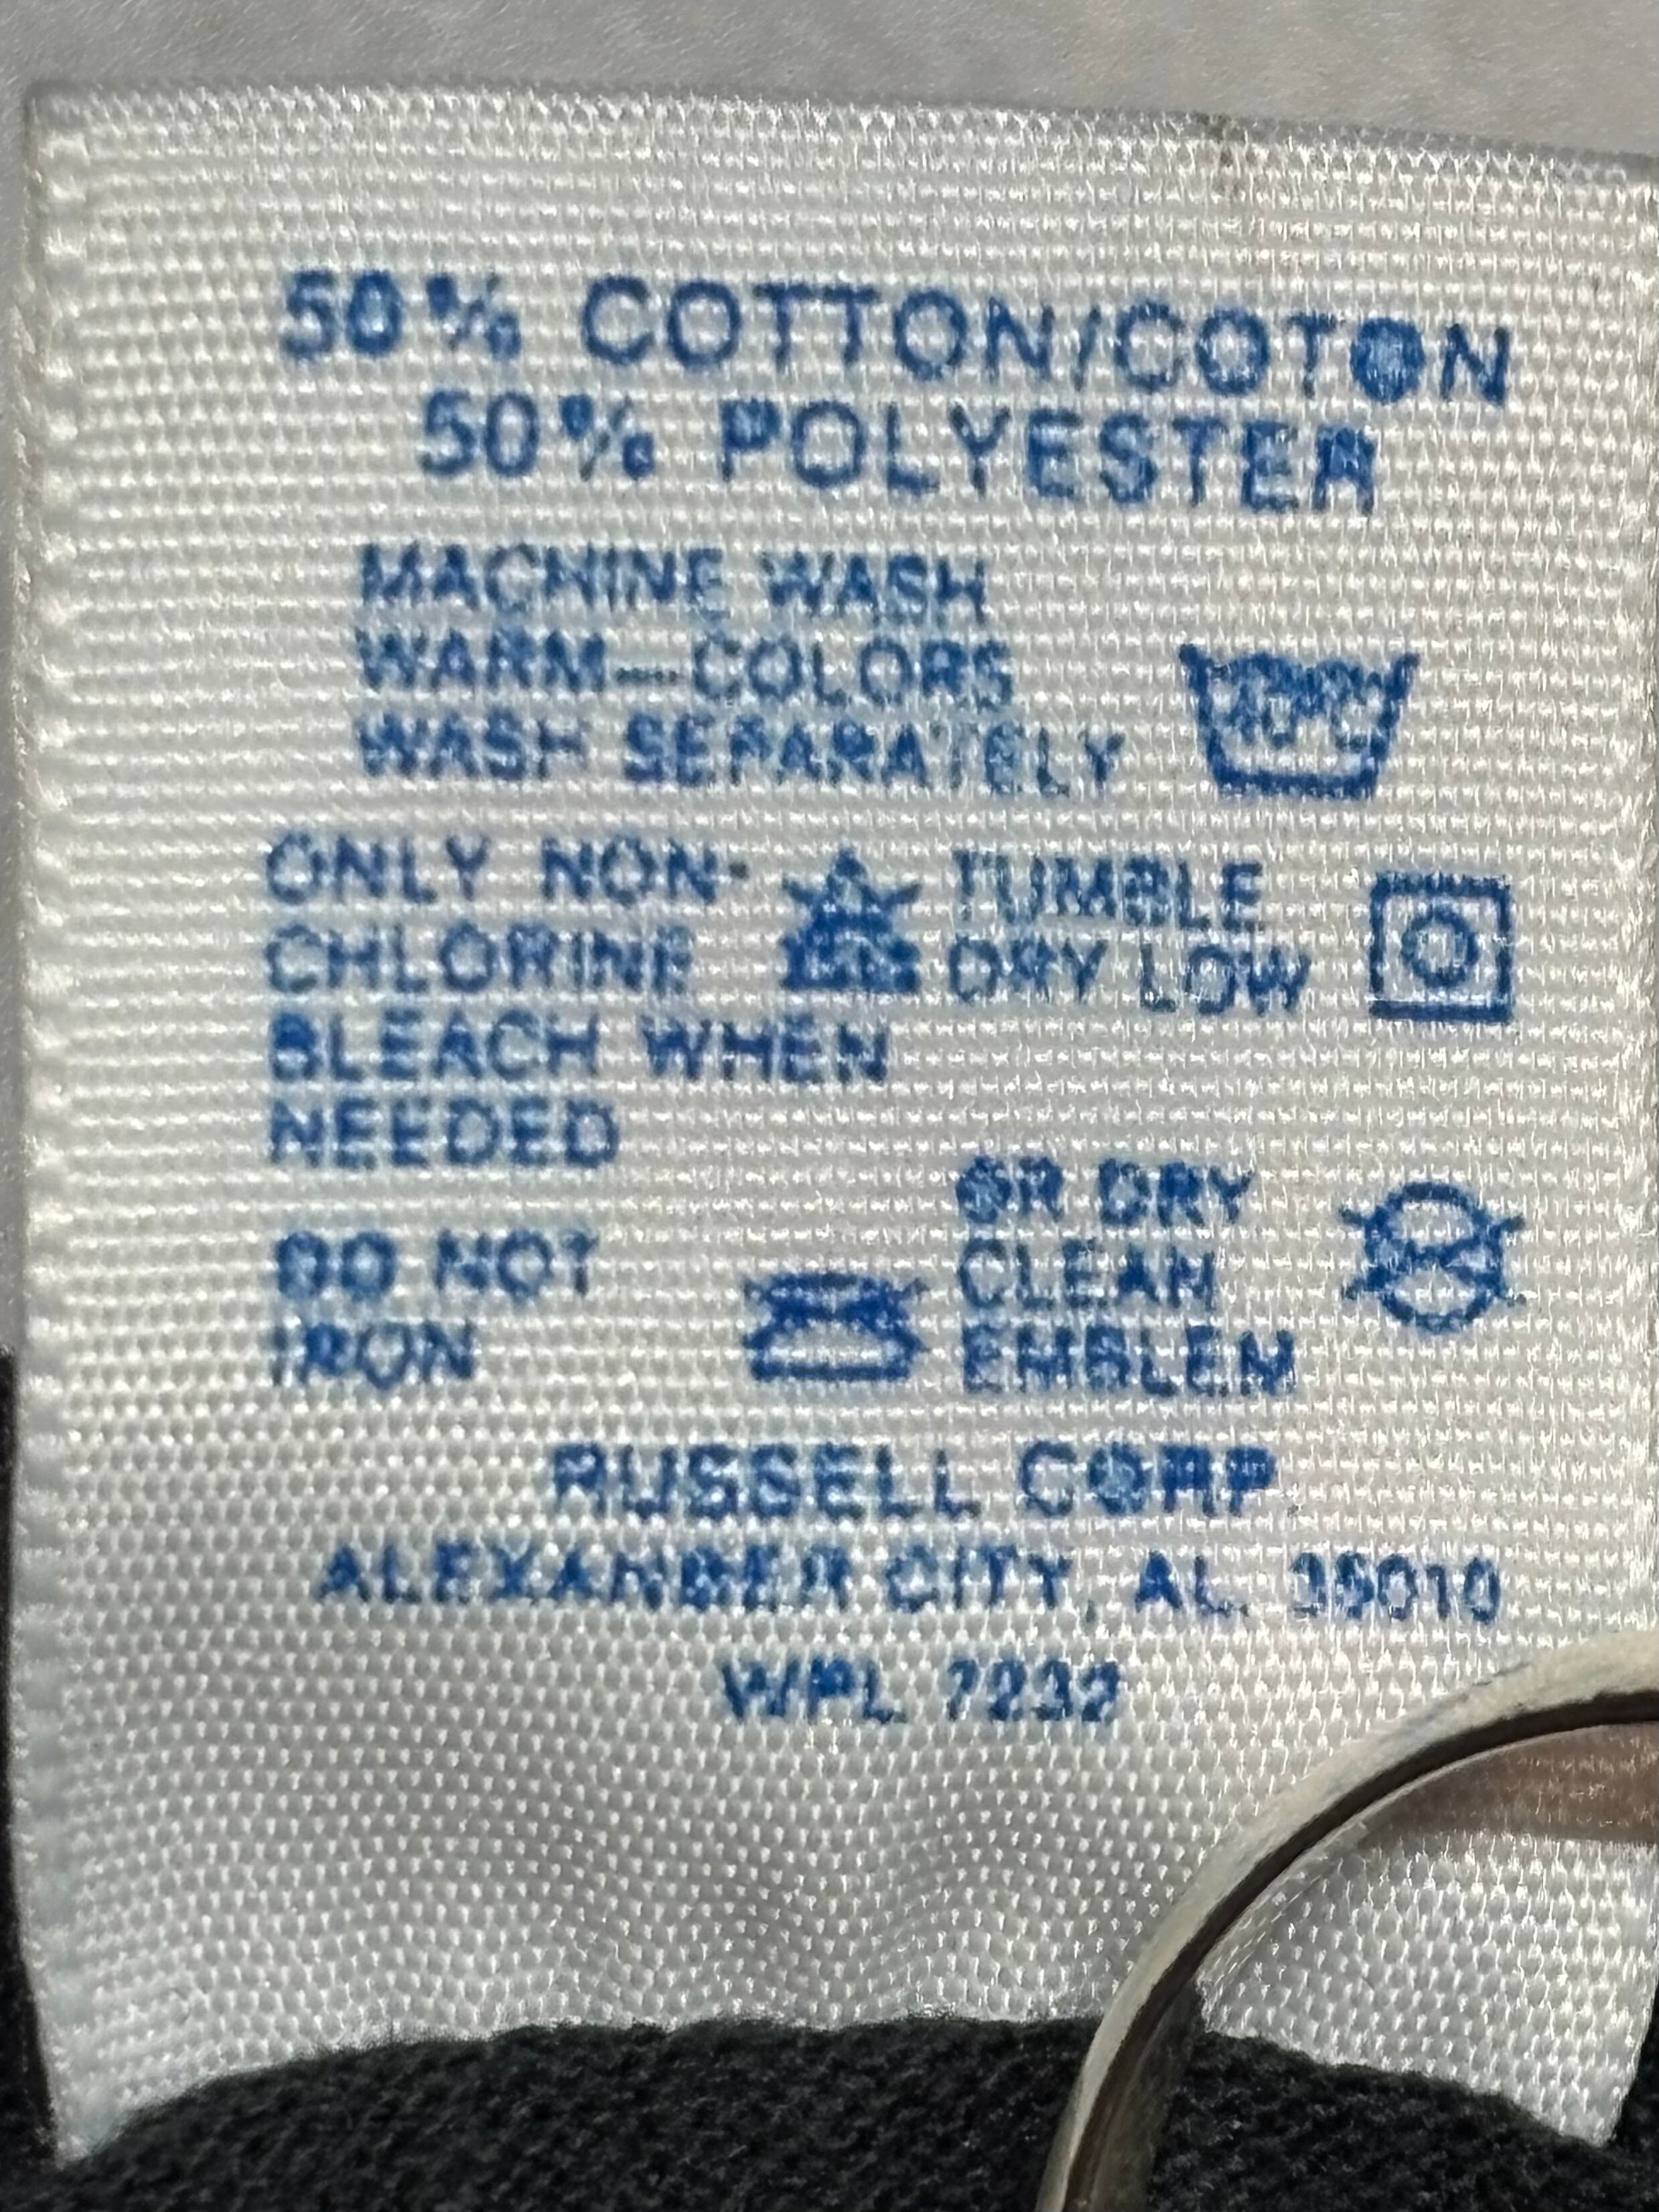 50% COTTON/COTON
50% POLYESTER
MACHINE WASH
WARM—COLORS
WASH SEPARATELY
40°C
ONLY NON-
CHLORINE
BLEACH WHEN
NEEDED
TUMBLE
DRY LOW
DO NOT
IRON
OR DRY
CLEAN
EMBLEM
RUSSELL CORP.
ALEXANDER CITY, AL. 35010
WPL 7232